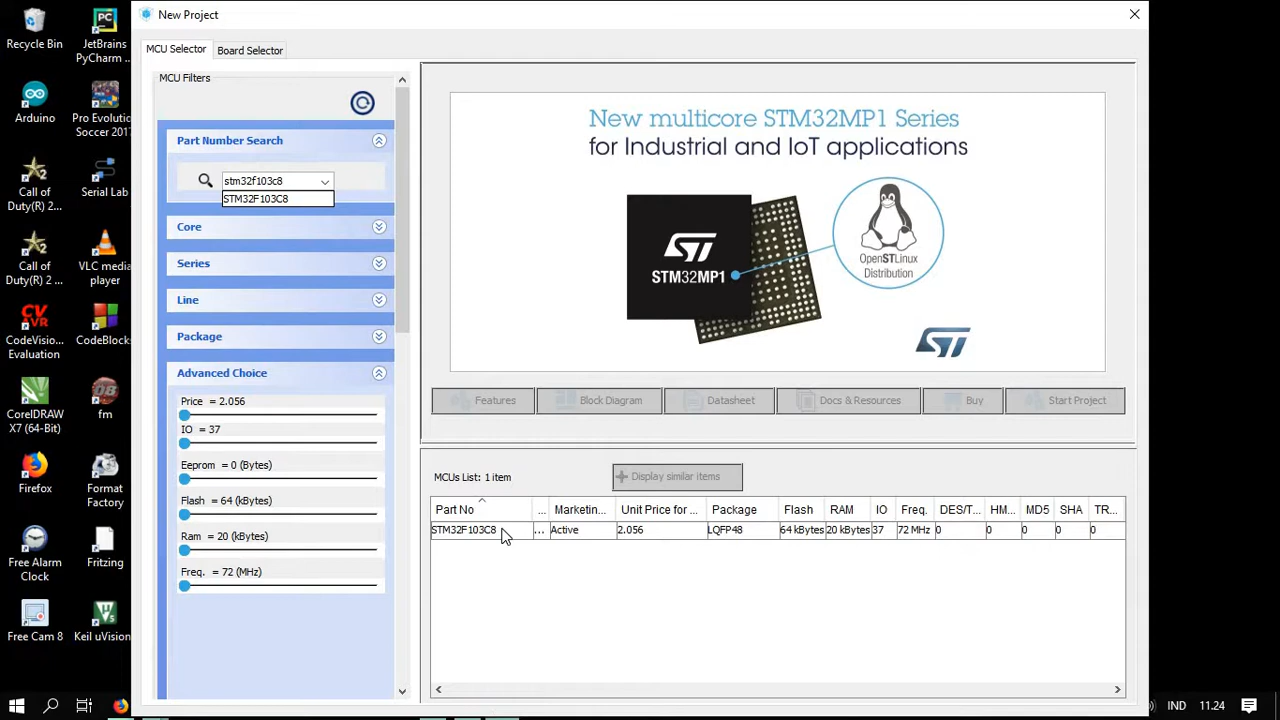 New Project
MCU Selector
Board Selector
MCU Filters
Part Number Search
stm32f103c8
STM32F103C8
Core
Series
Line
Package
Advanced Choice
Price = 2.056
IO = 37
Eeprom = 0 (Bytes)
Flash = 64 (kBytes)
Ram = 20 (kBytes)
Freq. = 72 (MHz)
New multicore STM32MP1 Series
for Industrial and IoT applications
ST
STM32MP1
OpenSTLinux
Distribution
ST
Features
Block Diagram
Datasheet
Docs & Resources
Buy
Start Project
MCUs List: 1 item
Display similar items
Part No ... Marketin... Unit Price for ... Package Flash RAM IO Freq. DES/T... HM... MD5 SHA TR...
STM32F103C8 ... Active 2.056 LQFP48 64 kBytes 20 kBytes 37 72 MHz 0 0 0 0 0
Recycle Bin
JetBrains
PyCharm ...
Arduino
Pro Evolution
Soccer 2017
Call of
Duty(R) 2 ...
Serial Lab
Call of
Duty(R) 2 ...
VLC media
player
CodeVision...
Evaluation
CodeBlocks
CorelDRAW
X7 (64-Bit)
fm
Firefox
Format
Factory
Free Alarm
Clock
Fritzing
Free Cam 8
Keil uVision
IND
11.24